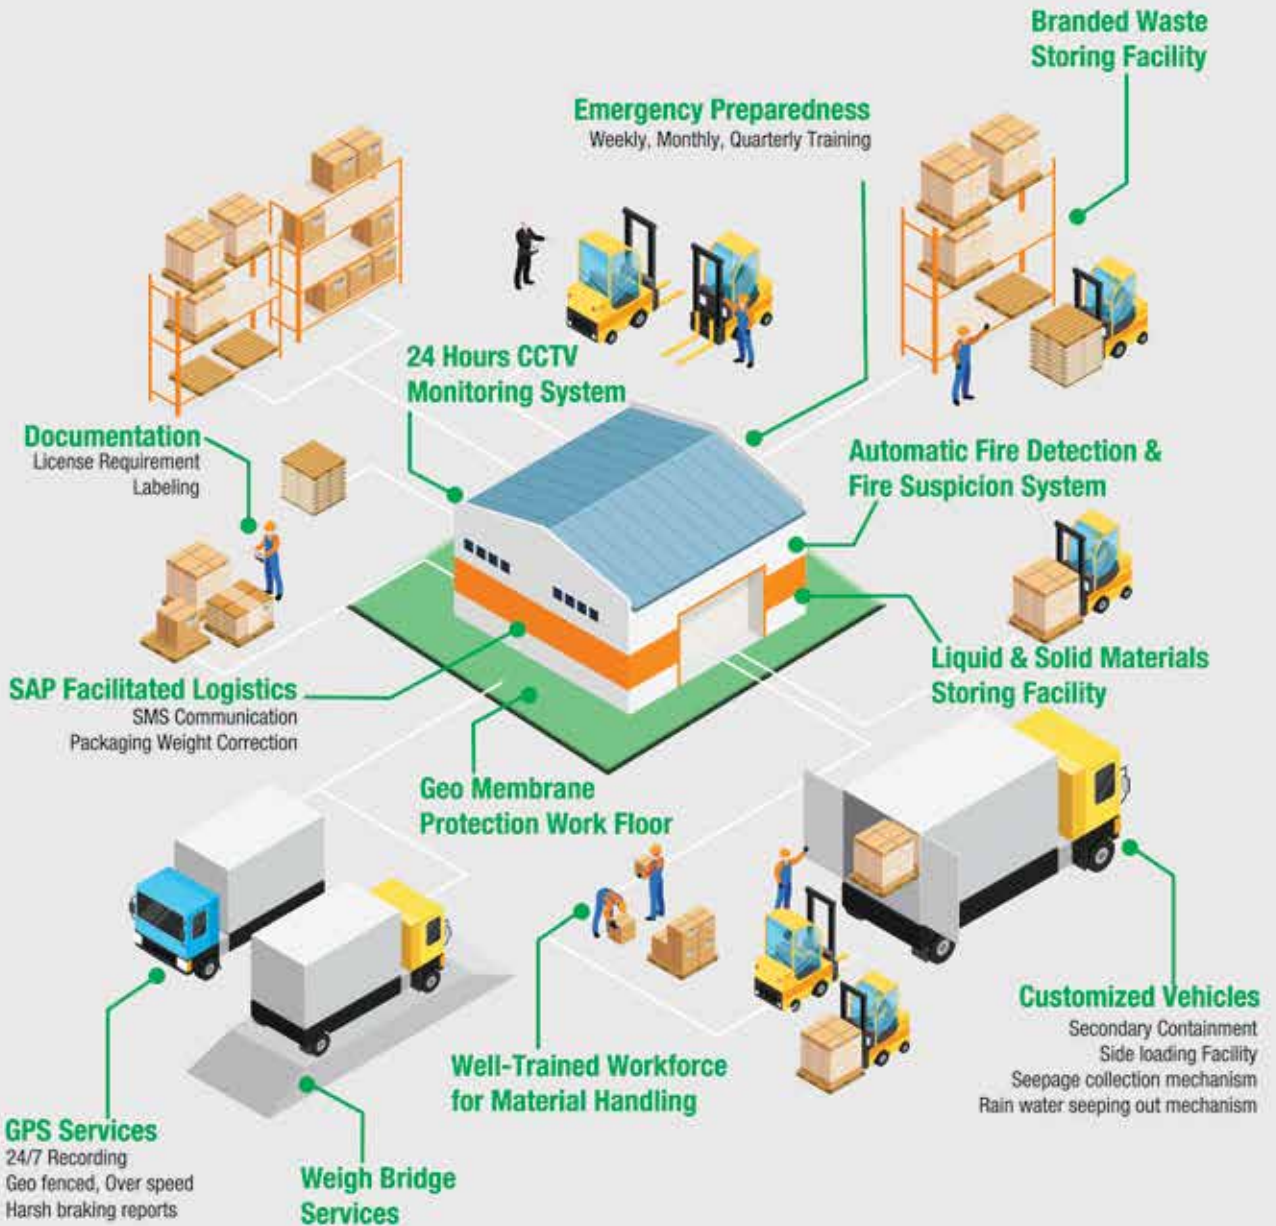 Branded Waste
Storing Facility
Emergency Preparedness
Weekly, Monthly, Quarterly Training
24 Hours CCTV
Monitoring System
Documentation
License Requirement
Labeling
Automatic Fire Detection &
Fire Suspicion System
SAP Facilitated Logistics
SMS Communication
Packaging Weight Correction
Liquid & Solid Materials
Storing Facility
Geo Membrane
Protection Work Floor
Customized Vehicles
Secondary Containment
Side loading Facility
Seepage collection mechanism
Rain water seeping out mechanism
Well-Trained Workforce
for Material Handling
GPS Services
24/7 Recording
Geo fenced, Over speed
Harsh braking reports
Weigh Bridge
Services